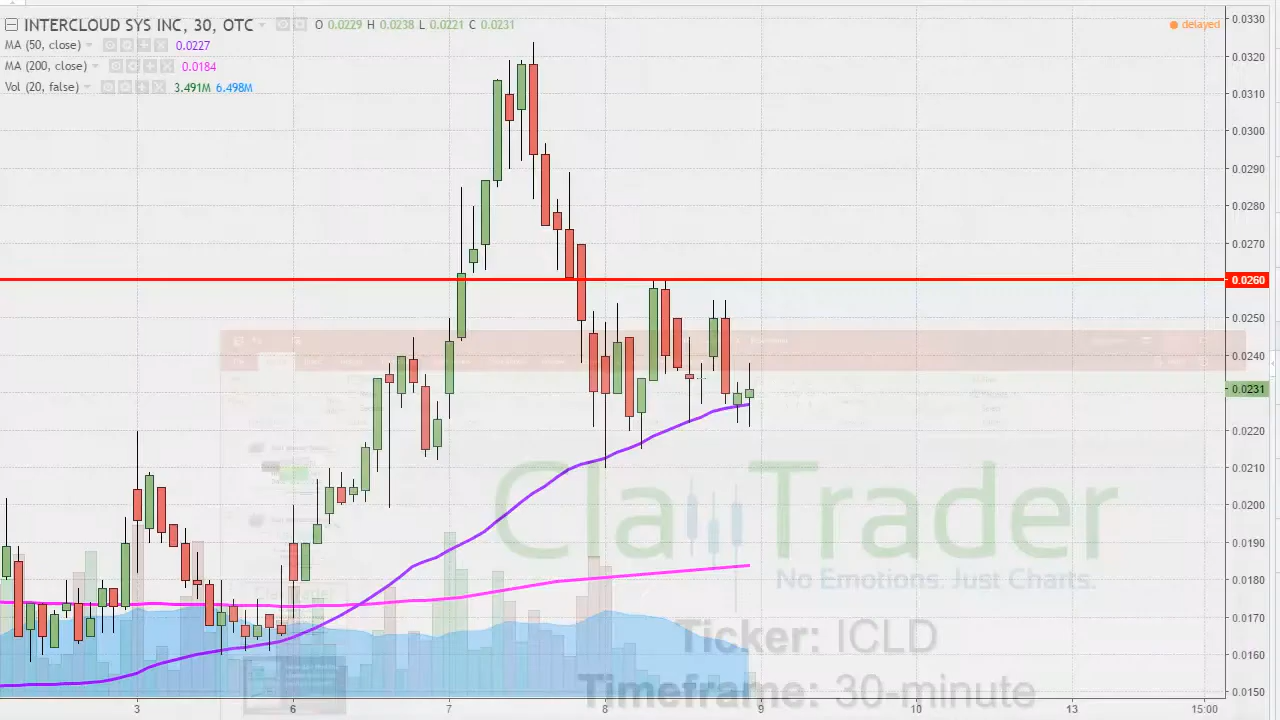 INTERCLOUD SYS INC, 30, OTC O 0.0229 H 0.0238 L 0.0221 C 0.0231
delayed
MA (50, close) 0.0227
MA (200, close) 0.0184
Vol (20, false) 3.491M 6.498M
0.0330
0.0320
0.0310
0.0300
0.0290
0.0280
0.0270
0.0260
0.0250
0.0240
0.0231
0.0220
0.0210
0.0200
0.0190
0.0180
0.0170
0.0160
0.0150
ClayTrader
No Emotions. Just Charts.
Ticker: ICLD
Timeframe: 30-minute
3 6 7 8 9 10 13 15:00